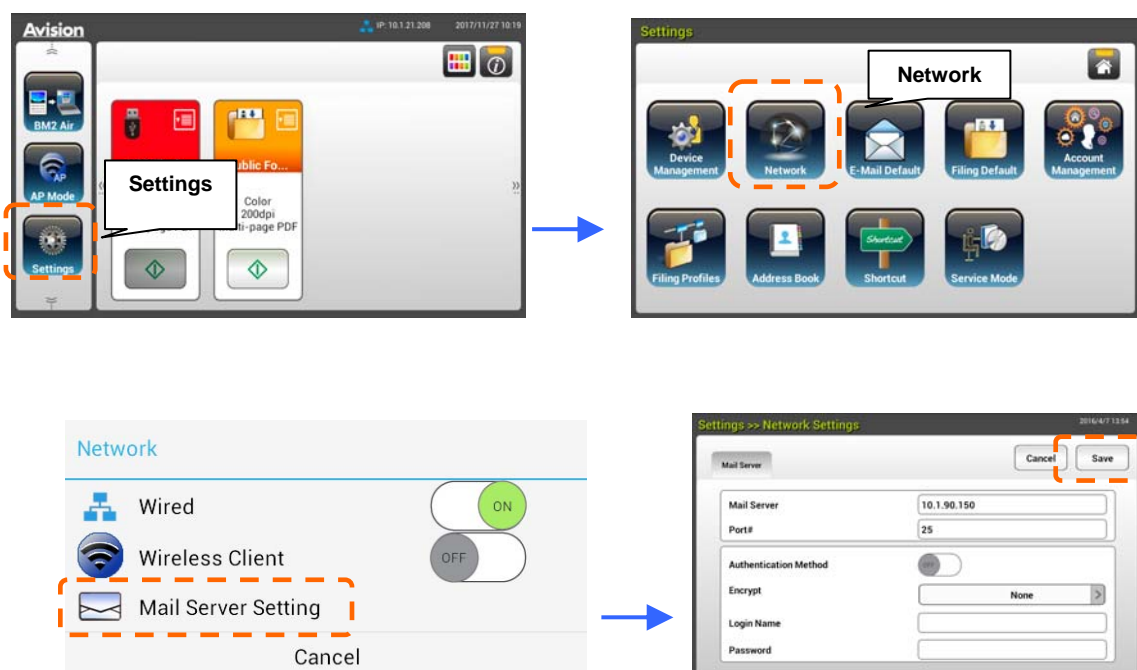 Avision
IP: 10.1.21.208 2017/11/27 10:19
BM2 Air
AP
AP Mode
Settings
Settings
ublic Fo...
Color
200dpi
ti-page PDF
Settings
Network
Device
Management
Network
E-Mail Default
Filing Default
Account
Management
Filing Profiles
Address Book
Shortcut
Shortcut
Service Mode
Network
Wired
ON
Wireless Client
OFF
Mail Server Setting
Cancel
Settings >> Network Settings
2016/4/7 13:54
Mail Server
Cancel
Save
Mail Server
10.1.90.150
Port#
25
Authentication Method
OFF
Encrypt
None
Login Name
Password